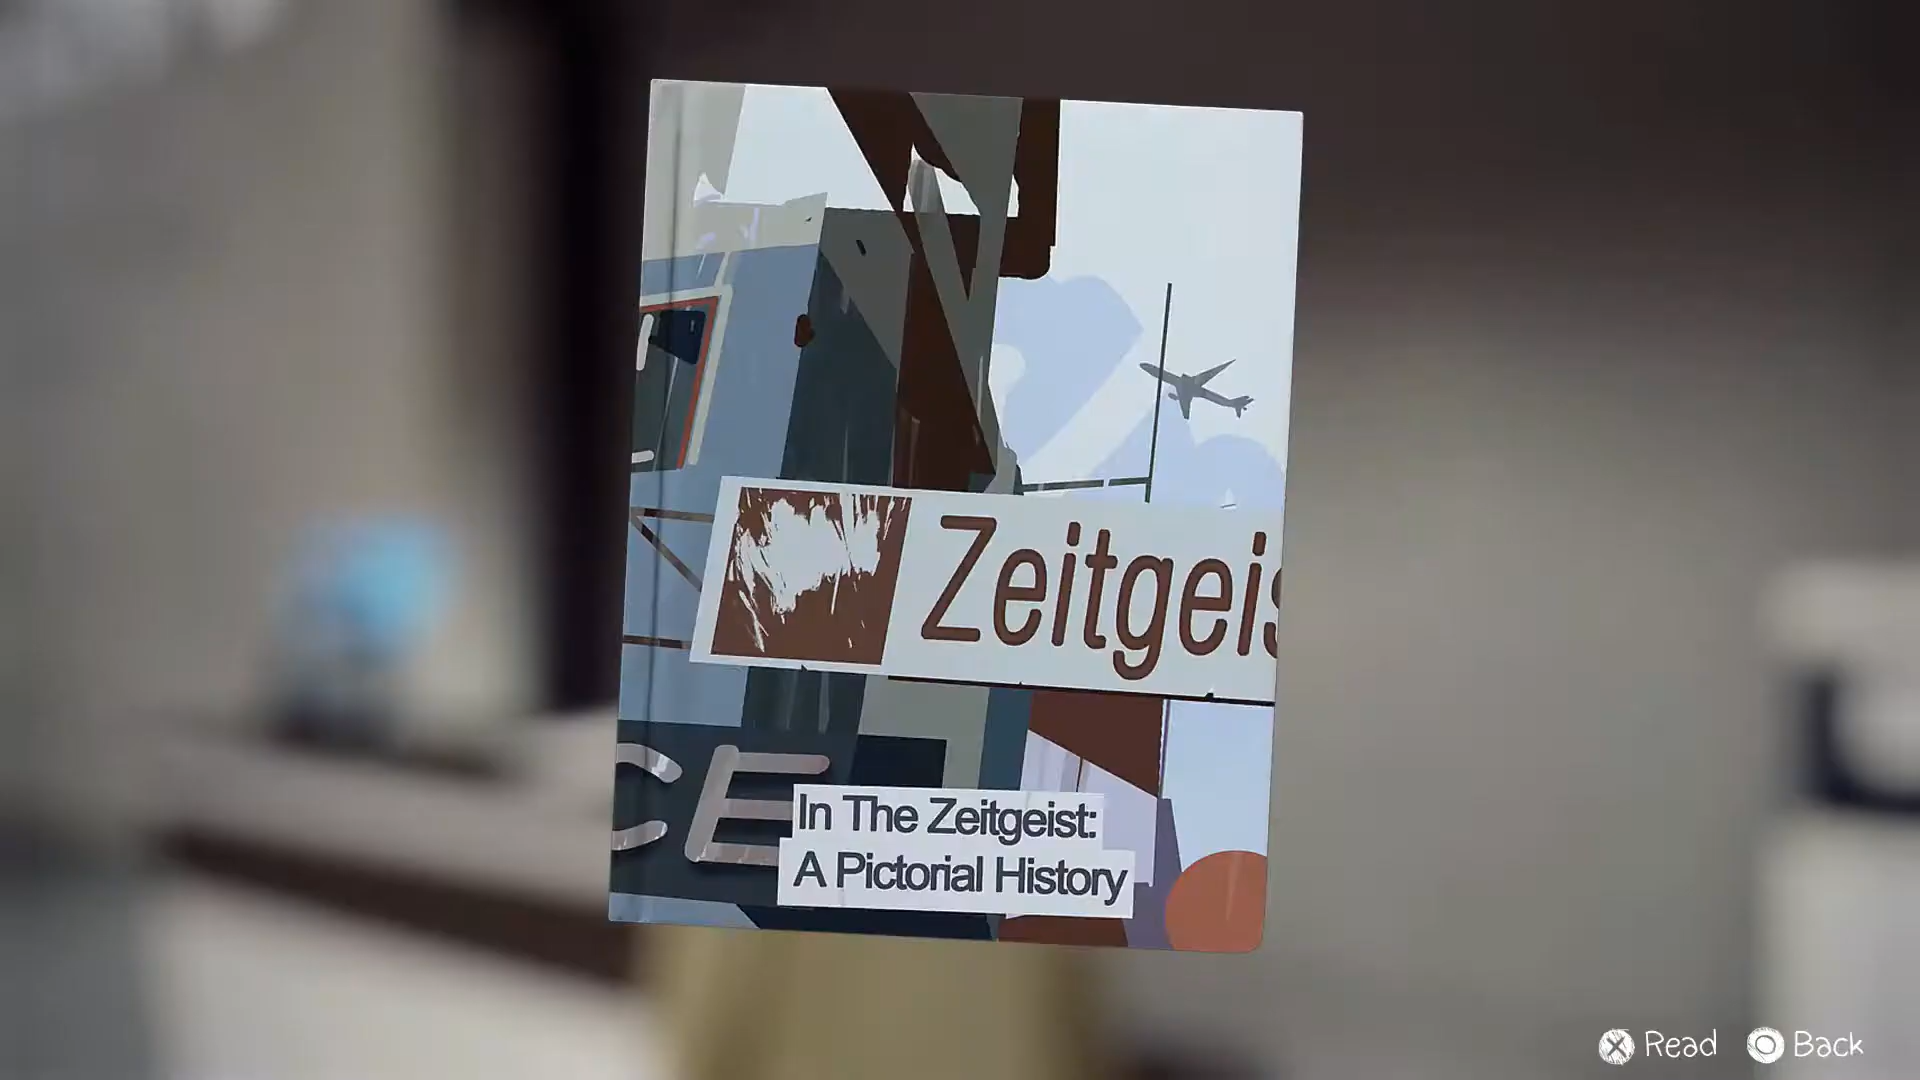 Zeitgeis
CE
In The Zeitgeist:
A Pictorial History
Read Back